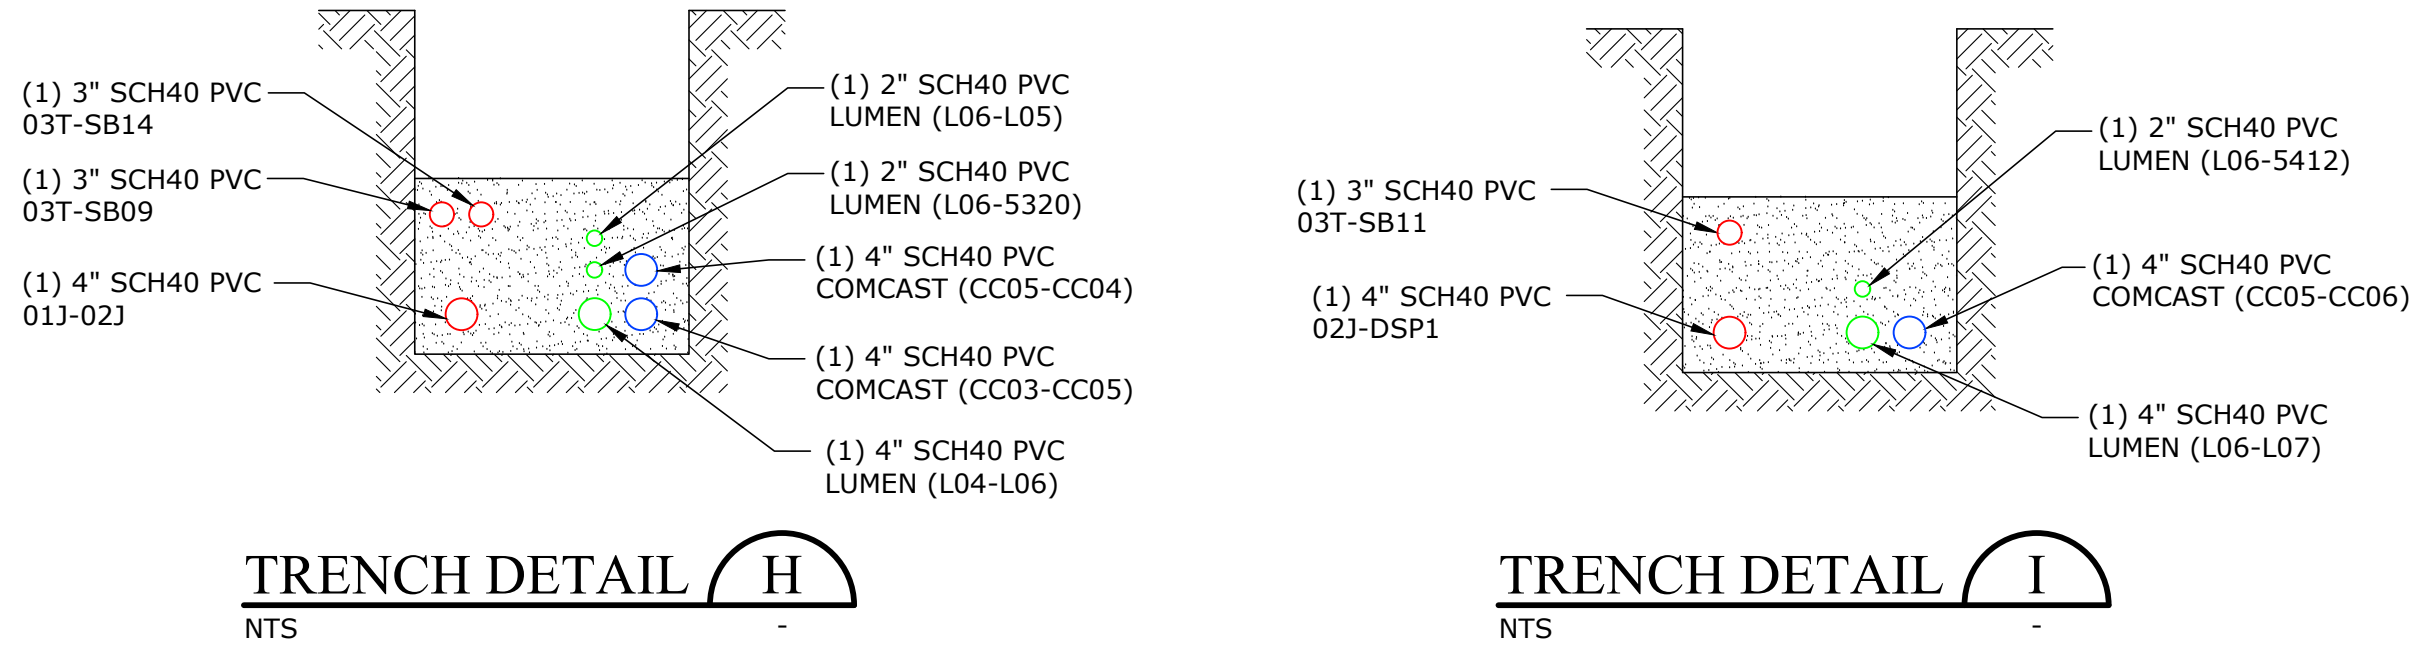 (1) 3" SCH40 PVC
03T-SB14
(1) 3" SCH40 PVC
03T-SB09
(1) 4" SCH40 PVC
01J-02J
(1) 2" SCH40 PVC
LUMEN (L06-L05)
(1) 2" SCH40 PVC
LUMEN (L06-5320)
(1) 4" SCH40 PVC
COMCAST (CC05-CC04)
(1) 4" SCH40 PVC
COMCAST (CC03-CC05)
(1) 4" SCH40 PVC
LUMEN (L04-L06)
TRENCH DETAIL H
NTS -
(1) 3" SCH40 PVC
03T-SB11
(1) 4" SCH40 PVC
02J-DSP1
(1) 2" SCH40 PVC
LUMEN (L06-5412)
(1) 4" SCH40 PVC
COMCAST (CC05-CC06)
(1) 4" SCH40 PVC
LUMEN (L06-L07)
TRENCH DETAIL I
NTS -